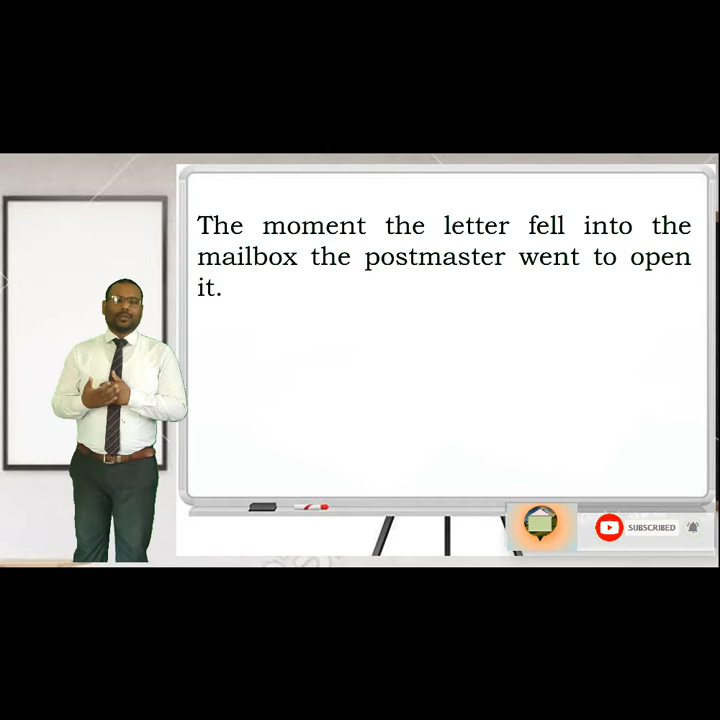 The moment the letter fell into the
mailbox the postmaster went to open
it.
SUBSCRIBED